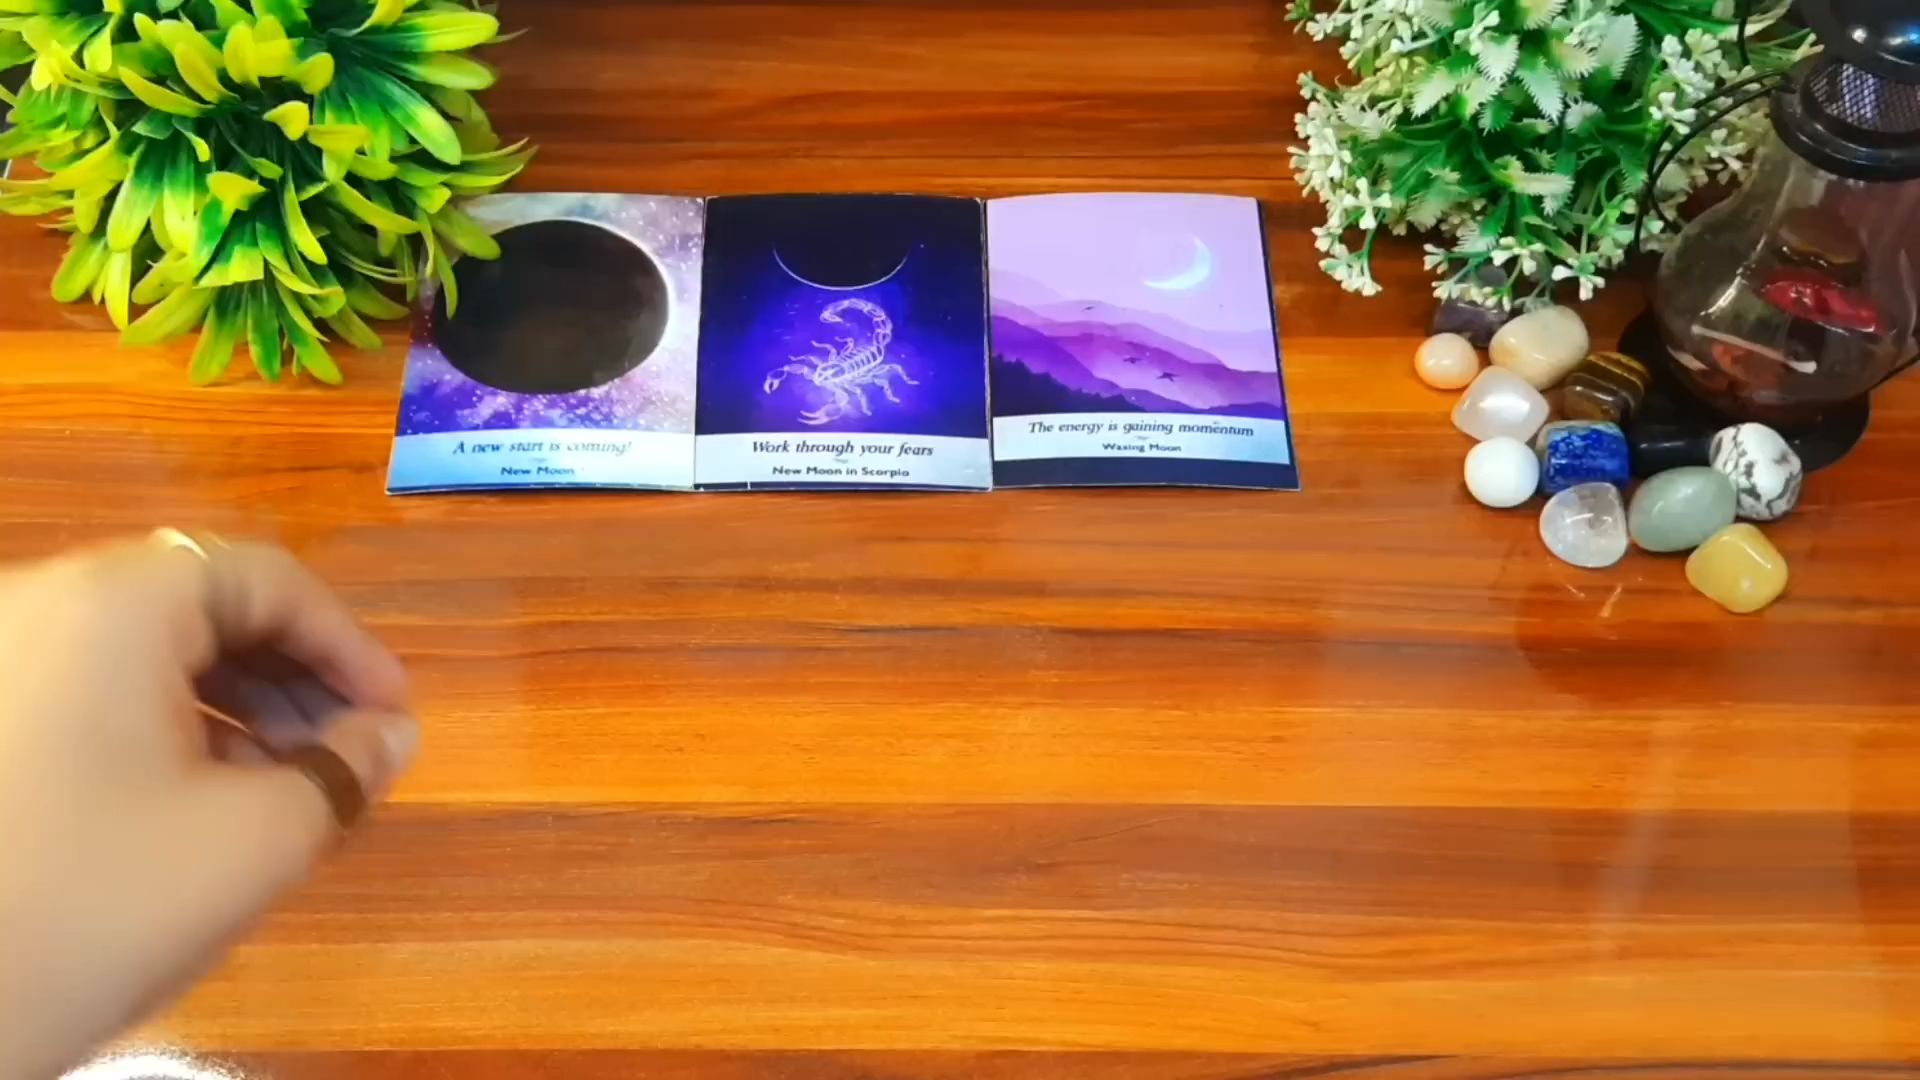 A new start is coming!
New Moon
Work through your fears
New Moon in Scorpio
The energy is gaining momentum
Waxing Moon